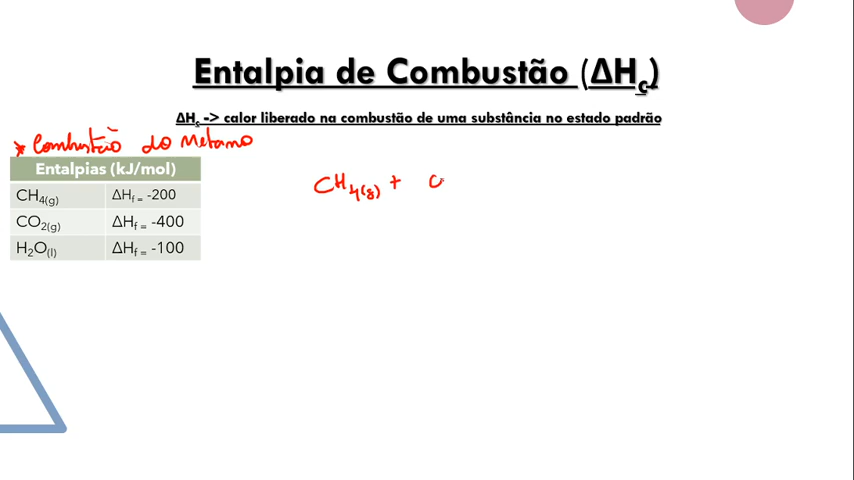 Entalpia de Combustão (ΔHc)
ΔHc -> calor liberado na combustão de uma substância no estado padrão
* Combustão do Metano
Entalpias (kJ/mol)
CH4(g) ΔHf = -200
CO2(g) ΔHf = -400
H2O(l) ΔHf = -100
CH4(g) +